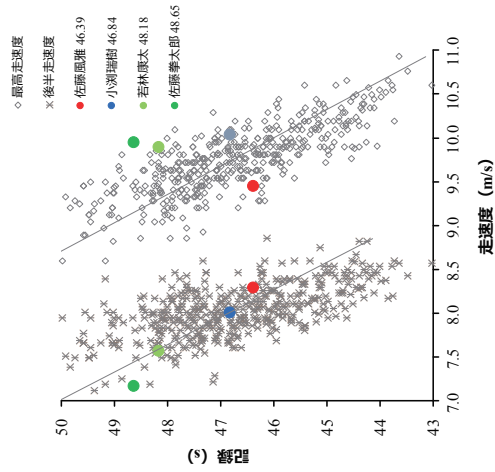 最高走速度
後半走速度
佐藤風雅 46.39
小渕瑞樹 46.84
若林康太 48.18
佐藤拳太郎 48.65
11.0
10.5
10.0
9.5
9.0
8.5
8.0
7.5
7.0
走速度 (m/s)
50
49
48
47
46
45
44
43
記録 (s)